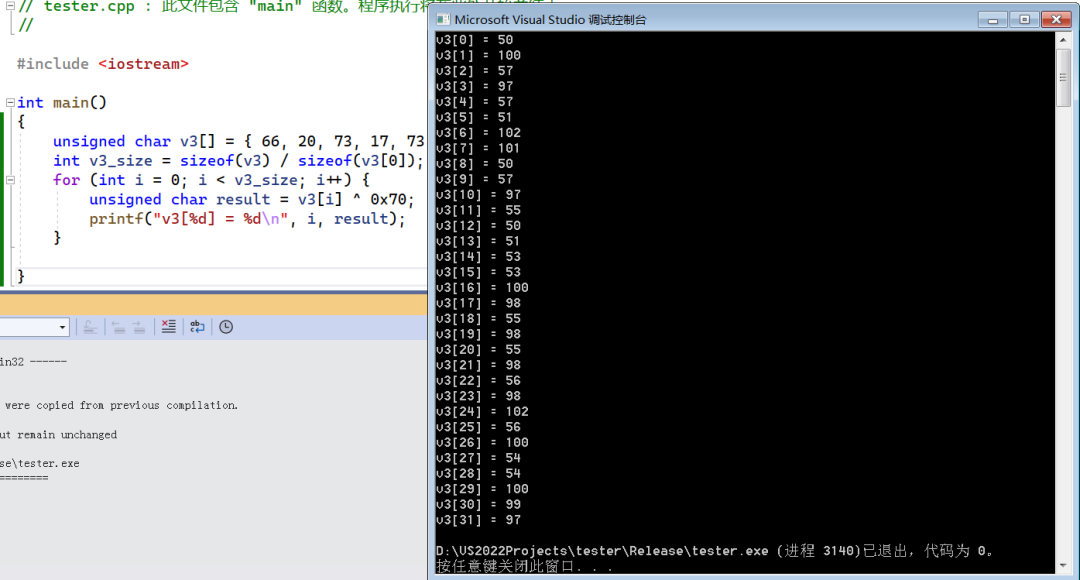 // tester.cpp : 此文件包含 "main" 函数。程序执行将
//
#include <iostream>
int main()
{
unsigned char v3[] = { 66, 20, 73, 17, 73
int v3_size = sizeof(v3) / sizeof(v3[0]);
for (int i = 0; i < v3_size; i++) {
unsigned char result = v3[i] ^ 0x70;
printf("v3[%d] = %d\n", i, result);
}
}
in32 ------
were copied from previous compilation.
ut remain unchanged
se\tester.exe
========
Microsoft Visual Studio 调试控制台
v3[0] = 50
v3[1] = 100
v3[2] = 57
v3[3] = 97
v3[4] = 57
v3[5] = 51
v3[6] = 102
v3[7] = 101
v3[8] = 50
v3[9] = 57
v3[10] = 97
v3[11] = 55
v3[12] = 50
v3[13] = 51
v3[14] = 53
v3[15] = 53
v3[16] = 100
v3[17] = 98
v3[18] = 55
v3[19] = 98
v3[20] = 55
v3[21] = 98
v3[22] = 56
v3[23] = 98
v3[24] = 102
v3[25] = 56
v3[26] = 100
v3[27] = 54
v3[28] = 54
v3[29] = 100
v3[30] = 99
v3[31] = 97
D:\VS2022Projects\tester\Release\tester.exe (进程 3140)已退出，代码为 0。
按任意键关闭此窗口. . .